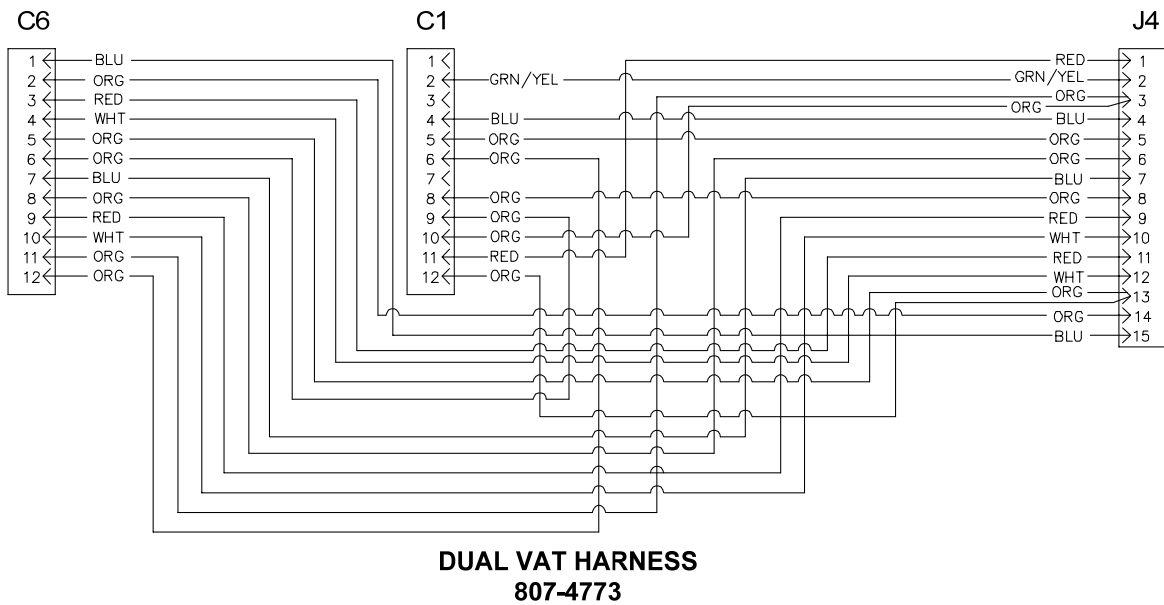 C6 C1 J4
1 BLU 1 RED 1
2 ORG 2 GRN/YEL GRN/YEL 2
3 RED 3 ORG ORG 3
4 WHT 4 BLU BLU 4
5 ORG 5 ORG ORG 5
6 ORG 6 ORG ORG 6
7 BLU 7 BLU 7
8 ORG 8 ORG ORG 8
9 RED 9 ORG RED 9
10 WHT 10 ORG WHT 10
11 ORG 11 RED RED 11
12 ORG 12 ORG WHT 12
ORG 13
ORG 14
BLU 15
DUAL VAT HARNESS
807-4773